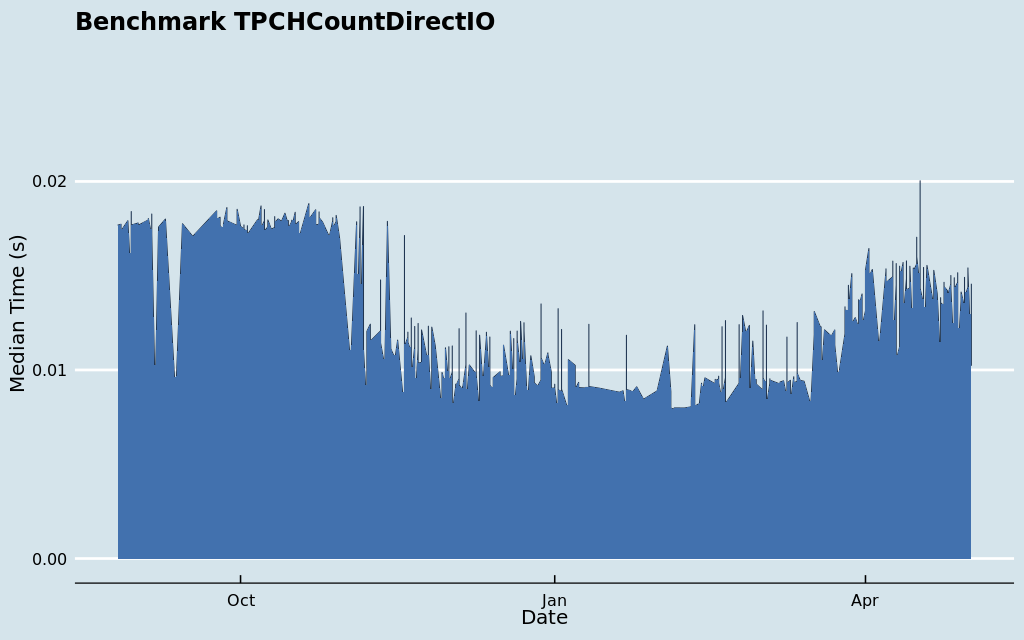 Benchmark TPCHCountDirectIO
Median Time (s)
0.02
0.01
0.00
Oct
Jan
Apr
Date